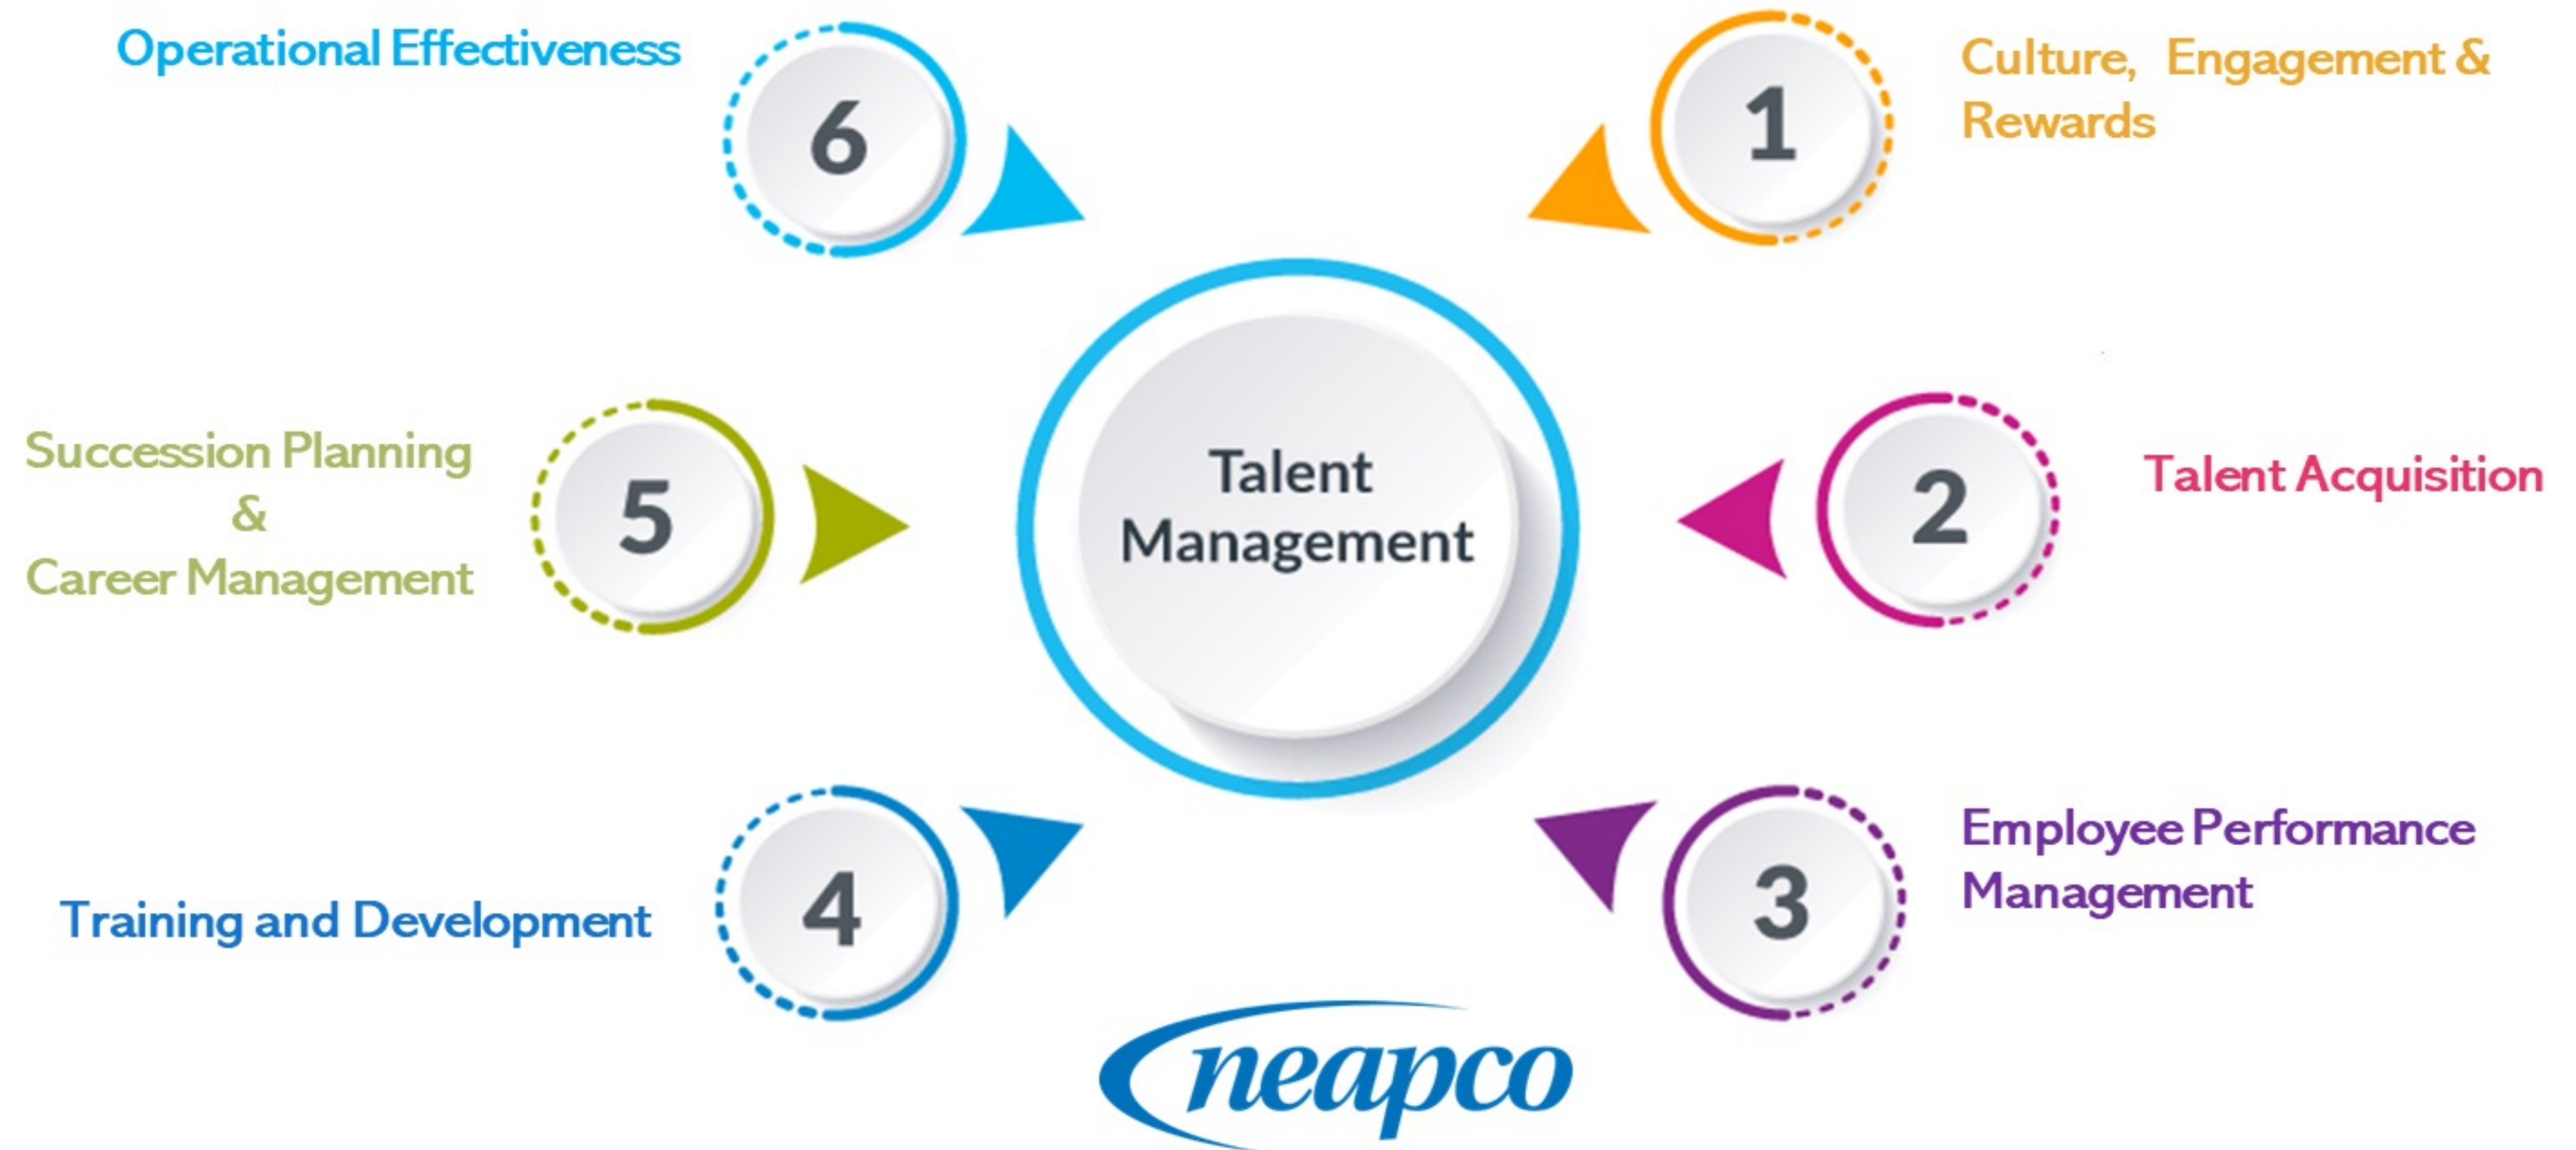 Operational Effectiveness
6
1
Culture, Engagement &
Rewards
Succession Planning
&
Career Management
5
Talent
Management
2
Talent Acquisition
Training and Development
4
3
Employee Performance
Management
neapco